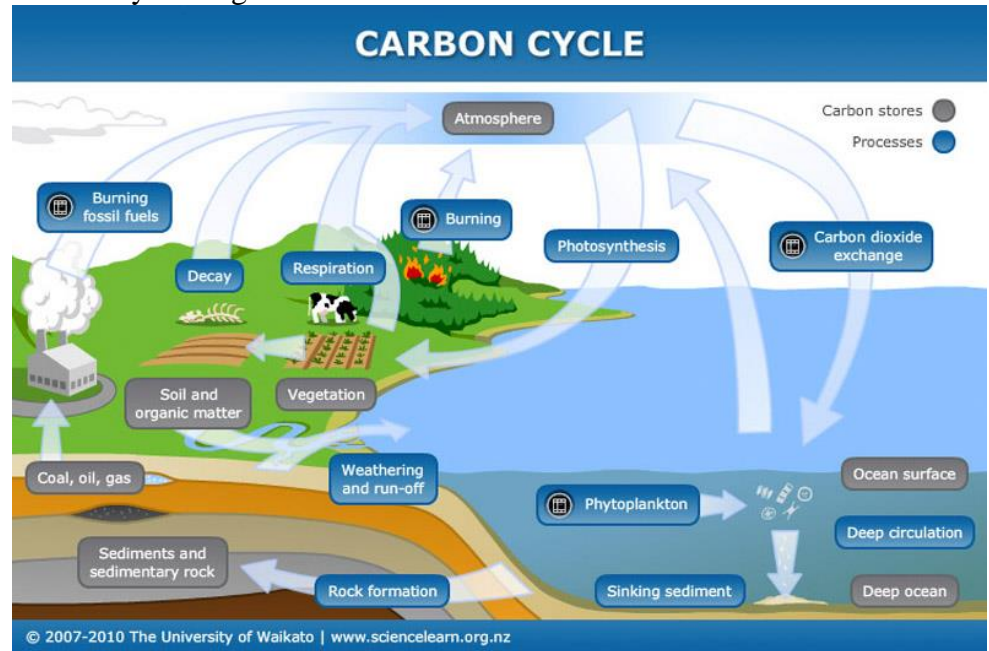 CARBON CYCLE
Atmosphere
Carbon stores
Processes
Burning
fossil fuels
Burning
Decay
Respiration
Photosynthesis
Carbon dioxide
exchange
Soil and
organic matter
Vegetation
Coal, oil, gas
Weathering
and run-off
Ocean surface
Phytoplankton
Deep circulation
Sediments and
sedimentary rock
Rock formation
Sinking sediment
Deep ocean
© 2007-2010 The University of Waikato | www.sciencelearn.org.nz